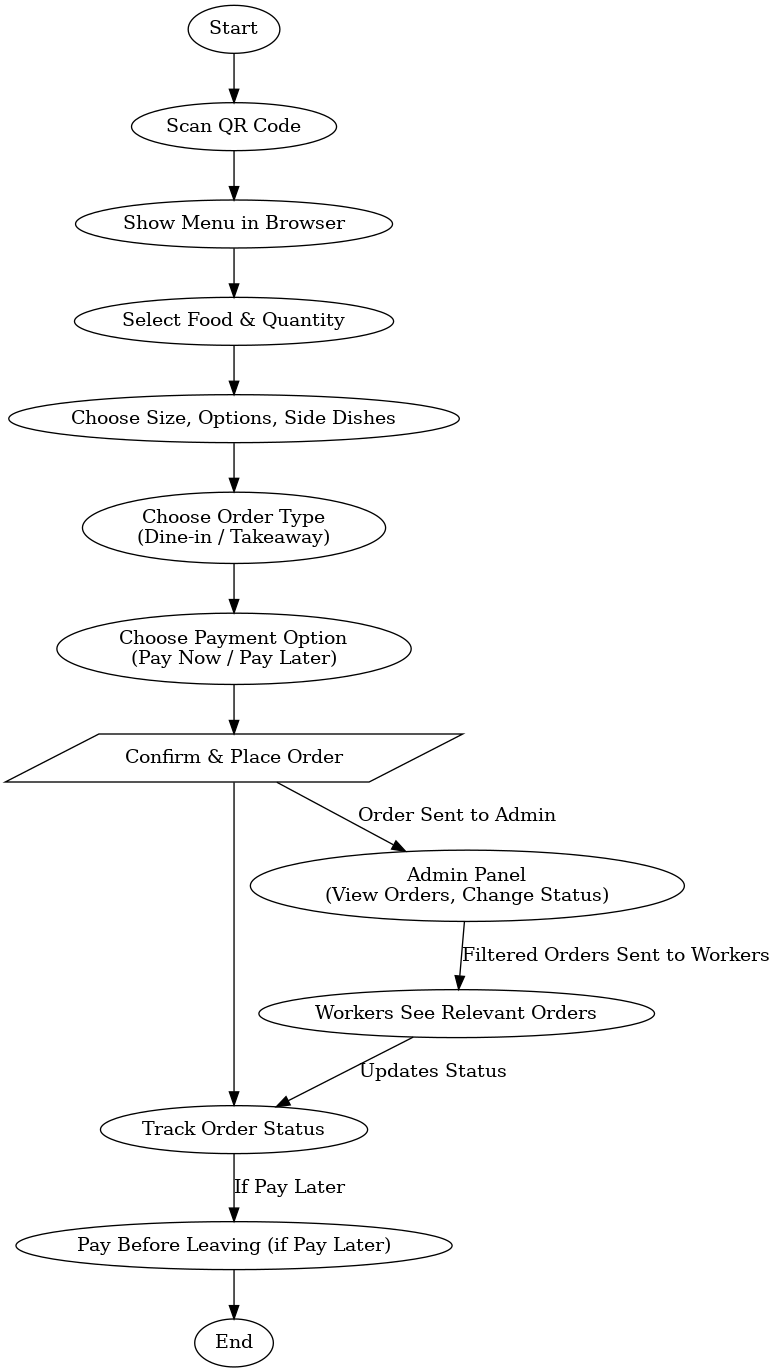 Start
Scan QR Code
Show Menu in Browser
Select Food & Quantity
Choose Size, Options, Side Dishes
Choose Order Type
(Dine-in / Takeaway)
Choose Payment Option
(Pay Now / Pay Later)
Confirm & Place Order
Order Sent to Admin
Admin Panel
(View Orders, Change Status)
Filtered Orders Sent to Workers
Workers See Relevant Orders
Updates Status
Track Order Status
If Pay Later
Pay Before Leaving (if Pay Later)
End